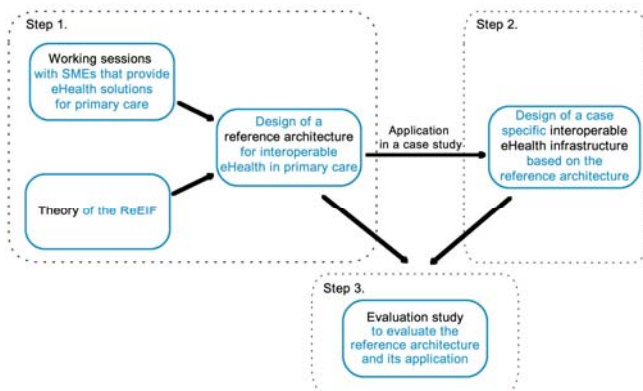 Step 1.
Working sessions
with SMEs that provide
eHealth solutions
for primary care
Theory of the ReEIF
Design of a
reference architecture
for interoperable
eHealth in primary care
Application
in a case study
Step 2.
Design of a case
specific interoperable
eHealth infrastructure
based on the
reference architecture
Step 3.
Evaluation study
to evaluate the
reference architecture
and its application